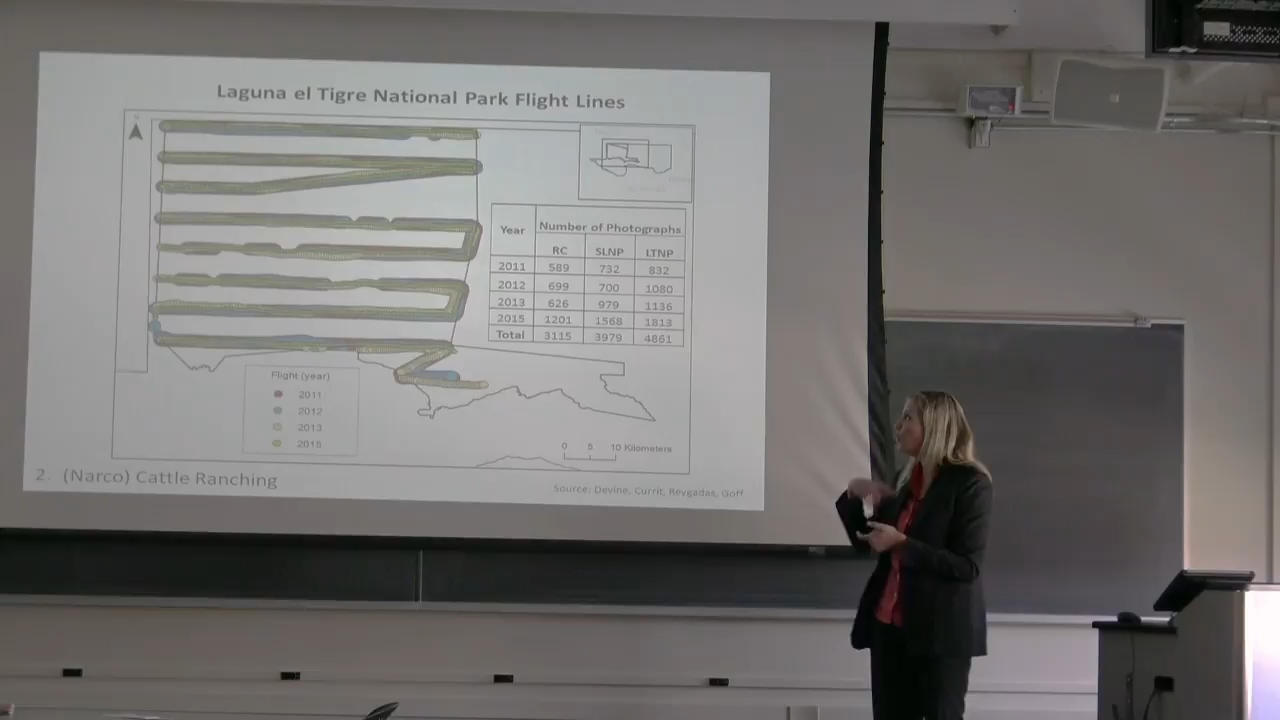 Laguna el Tigre National Park Flight Lines
Year Number of Photographs
RC SLNP LTNP
2011 589 732 832
2012 699 700 1080
2013 626 979 1136
2015 1201 1568 1813
Total 3115 3979 4861
Flight (year)
2011
2012
2013
2015
0 5 10 Kilometers
2. (Narco) Cattle Ranching
Source: Devine, Currit, Reygadas, Goff